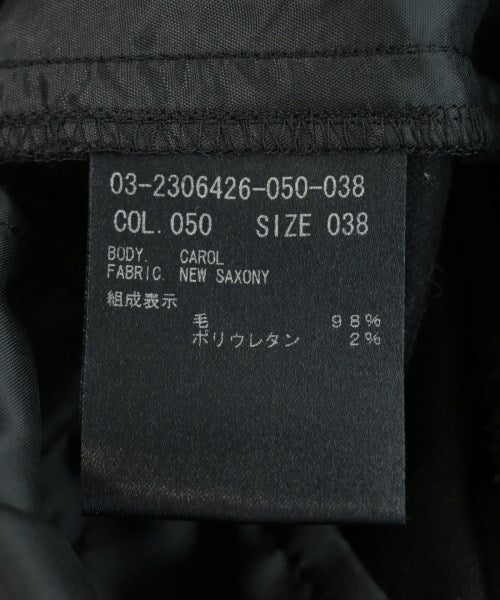 03-2306426-050-038
COL. 050 SIZE 038
BODY. CAROL
FABRIC. NEW SAXONY
組成表示
毛 98%
ポリウレタン 2%